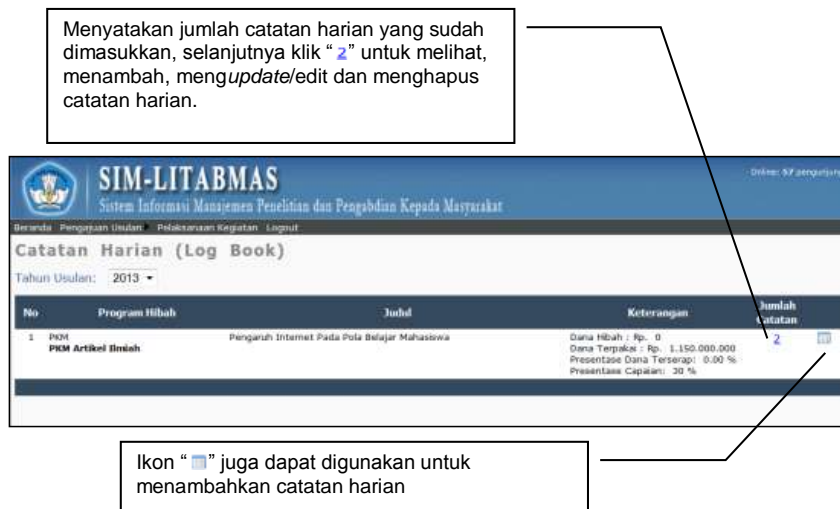 Menyatakan jumlah catatan harian yang sudah
dimasukkan, selanjutnya klik “ 2” untuk melihat,
menambah, mengupdate/edit dan menghapus
catatan harian.
SIM-LITABMAS
Online: 57 pengunjung
Sistem Informasi Manajemen Penelitian dan Pengabdian Kepada Masyarakat
Beranda Pengajuan Usulan Pelaksanaan Kegiatan Logout
Catatan Harian (Log Book)
Tahun Usulan: 2013
No Program Hibah Judul Keterangan Jumlah Catatan
1 PKM Pengaruh Internet Pada Pola Belajar Mahasiswa Dana Hibah : Rp. 0 2
PKM Artikel Ilmiah Dana Terpakai : Rp. 1.150.000.000
Presentase Dana Terserap: 0.00 %
Presentase Capaian: 30 %
Ikon “ ” juga dapat digunakan untuk
menambahkan catatan harian